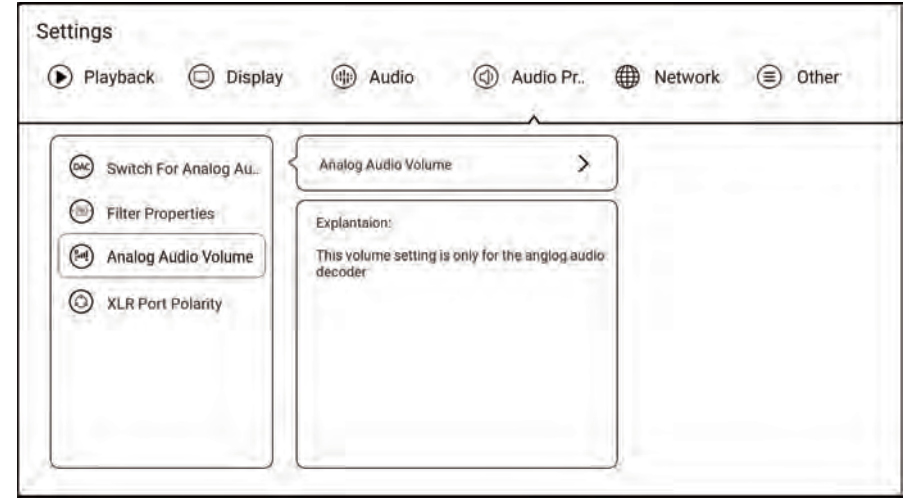 Settings
Playback Display Audio Audio Pr.. Network Other
DAC Switch For Analog Au..
Filter Properties
Analog Audio Volume
XLR Port Polarity
Analog Audio Volume
Explantaion:
This volume setting is only for the anglog audio
decoder